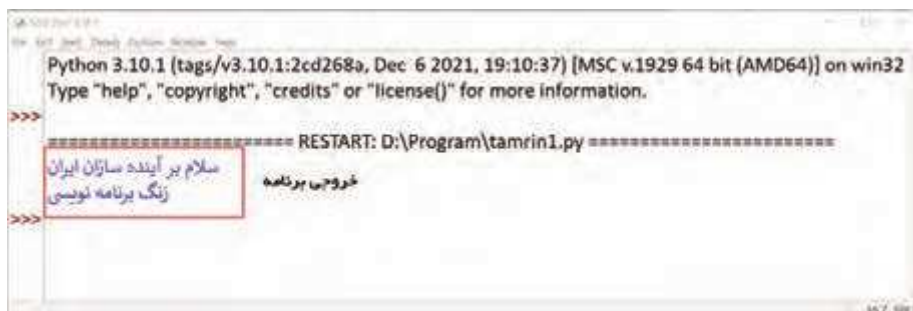 Python 3.10.1 (tags/v3.10.1:2cd268a, Dec 6 2021, 19:10:37) [MSC v.1929 64 bit (AMD64)] on win32
Type "help", "copyright", "credits" or "license()" for more information.
>>>
======================== RESTART: D:\Program\tamrin1.py ========================
سلام بر آینده سازان ایران
زنگ برنامه نویسی
خروجی برنامه
>>>